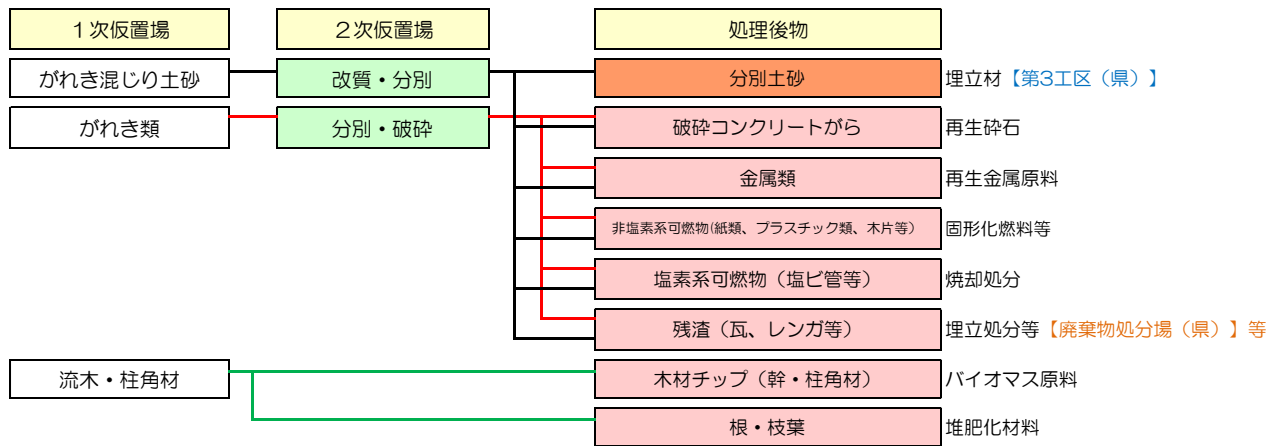 １次仮置場 ２次仮置場 処理後物
がれき混じり土砂 改質・分別 分別土砂 埋立材【第3工区（県）】
がれき類 分別・破砕 破砕コンクリートがら 再生砕石
金属類 再生金属原料
非塩素系可燃物(紙類、プラスチック類、木片等） 固形化燃料等
塩素系可燃物（塩ビ管等） 焼却処分
残渣（瓦、レンガ等） 埋立処分等【廃棄物処分場（県）】等
流木・柱角材 木材チップ（幹・柱角材） バイオマス原料
根・枝葉 堆肥化材料